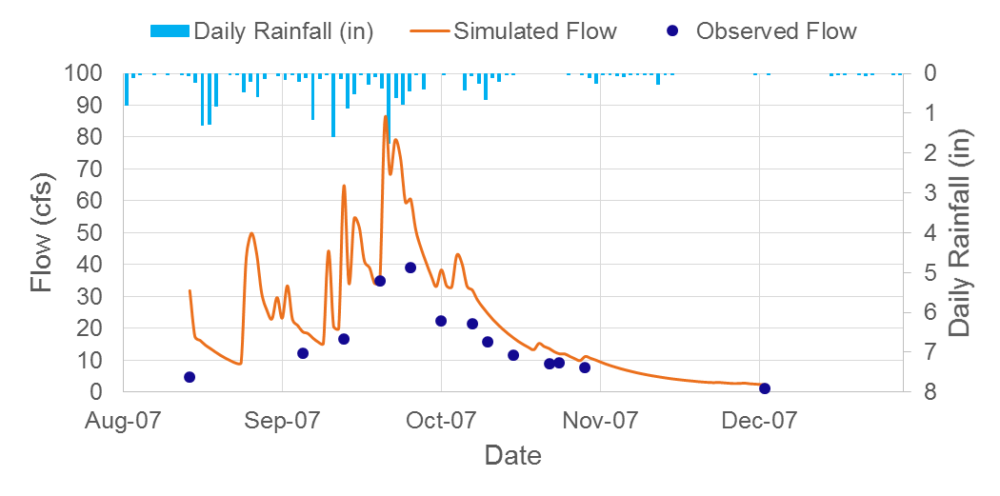 Daily Rainfall (in) Simulated Flow Observed Flow
100 0
90 1
80 2
70 3
60
50 4
40 5
30 6
20
10 7
0 8
Flow (cfs)
Daily Rainfall (in)
Aug-07 Sep-07 Oct-07 Nov-07 Dec-07
Date